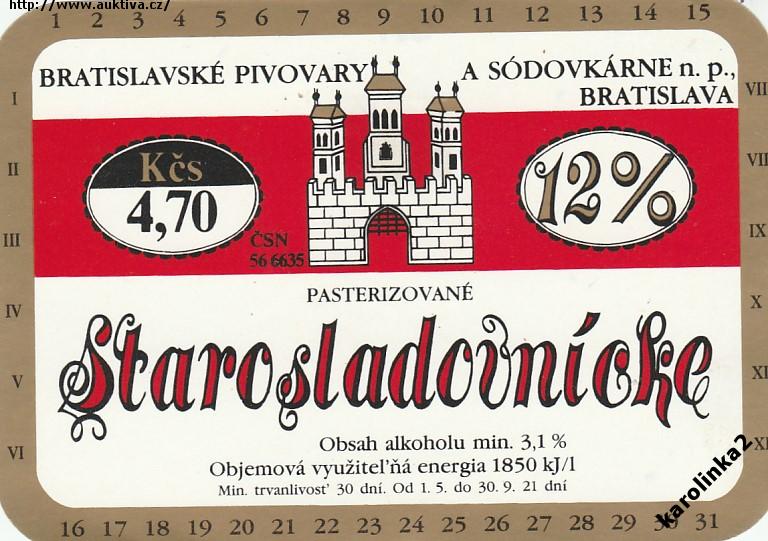 http://www.auktiva.cz/
1 2 3 4 5 6 7 8 9 10 11 12 13 14 15
BRATISLAVSKÉ PIVOVARY A SÓDOVKÁRNE n. p.,
BRATISLAVA
I
II
III
IV
V
VI
VII
VIII
IX
X
XI
XII
Kčs
4,70
ČSN
56 6635
12%
PASTERIZOVANÉ
Starosladovnícke
Obsah alkoholu min. 3,1 %
Objemová využiteľňá energia 1850 kJ/l
Min. trvanlivosť 30 dní. Od 1. 5. do 30. 9. 21 dní
16 17 18 19 20 21 22 23 24 25 26 27 28 29 30 31
karolinka2